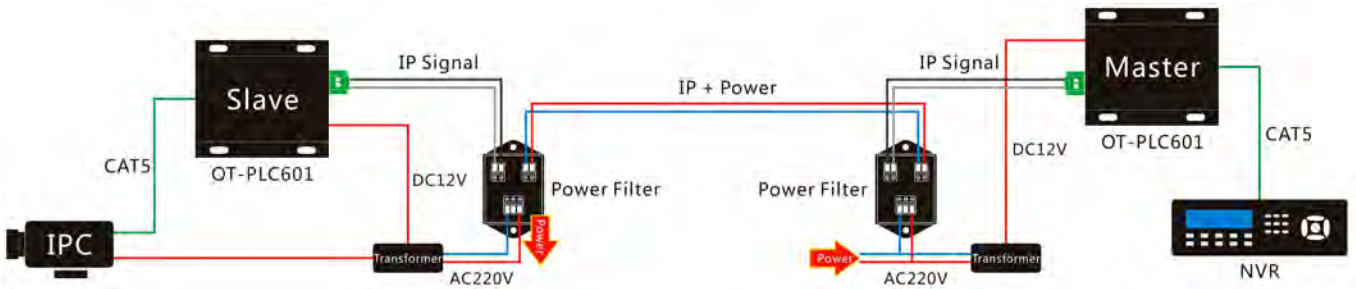 Slave
OT-PLC601
IP Signal
CAT5
DC12V
IPC
Transformer
AC220V
Power Filter
Power
IP + Power
IP Signal
Power Filter
Power
AC220V
Transformer
DC12V
Master
OT-PLC601
CAT5
NVR